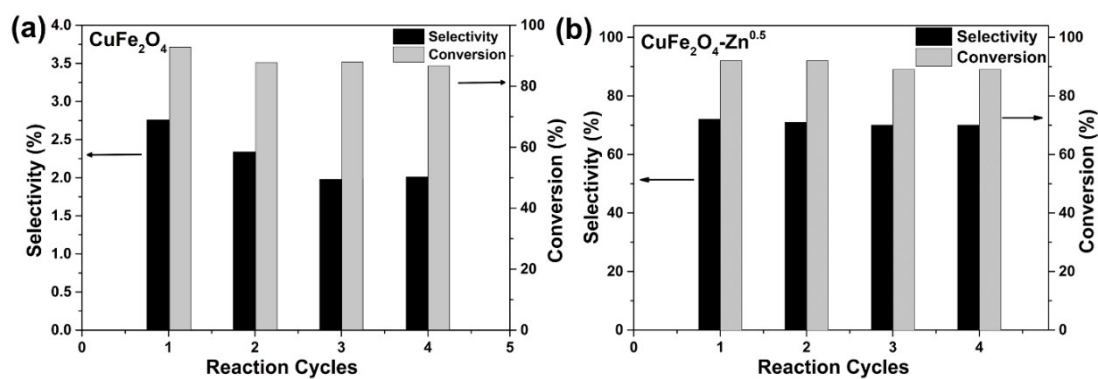 (a)
CuFe₂O₄
Selectivity
Conversion
4.0
3.5
3.0
2.5
2.0
1.5
1.0
0.5
0.0
Selectivity (%)
100
80
60
40
20
0
Conversion (%)
0 1 2 3 4 5
Reaction Cycles
(b)
CuFe₂O₄-Zn⁰·⁵
Selectivity
Conversion
100
80
60
40
20
0
Selectivity (%)
100
80
60
40
20
0
Conversion (%)
0 1 2 3 4
Reaction Cycles